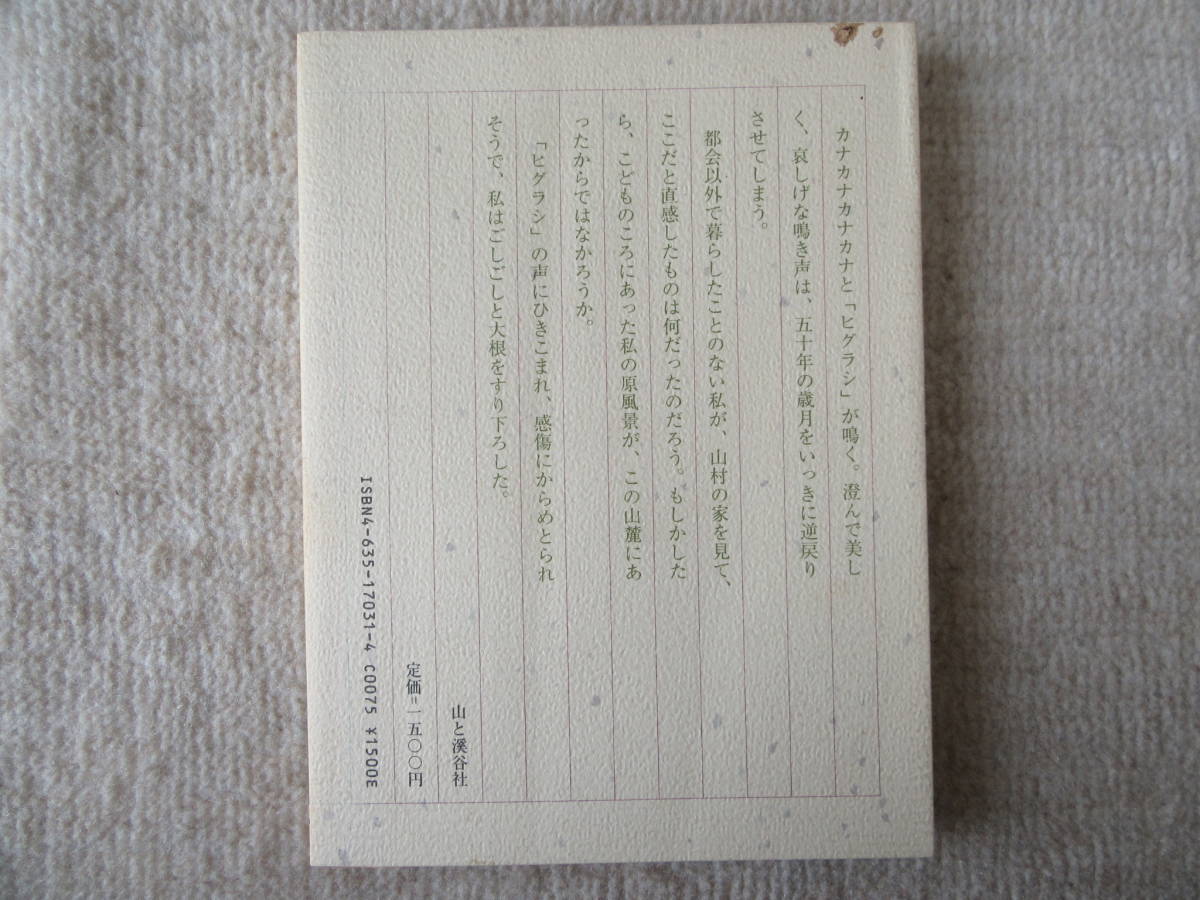 カナカナカナカナと「ヒグラシ」が鳴く。澄んで美し
く、哀しげな鳴き声は、五十年の歳月をいっきに逆戻り
させてしまう。
都会以外で暮らしたことのない私が、山村の家を見て、
ここだと直感したものは何だったのだろう。もしかした
ら、こどものころにあった私の原風景が、この山麓にあ
ったからではなかろうか。
「ヒグラシ」の声にひきこまれ、感傷にからめとられ
そうで、私はごしごしと大根をすり下ろした。
山と溪谷社
定価=一五〇〇円
ISBN4-635-17031-4 C0075 ¥1500E